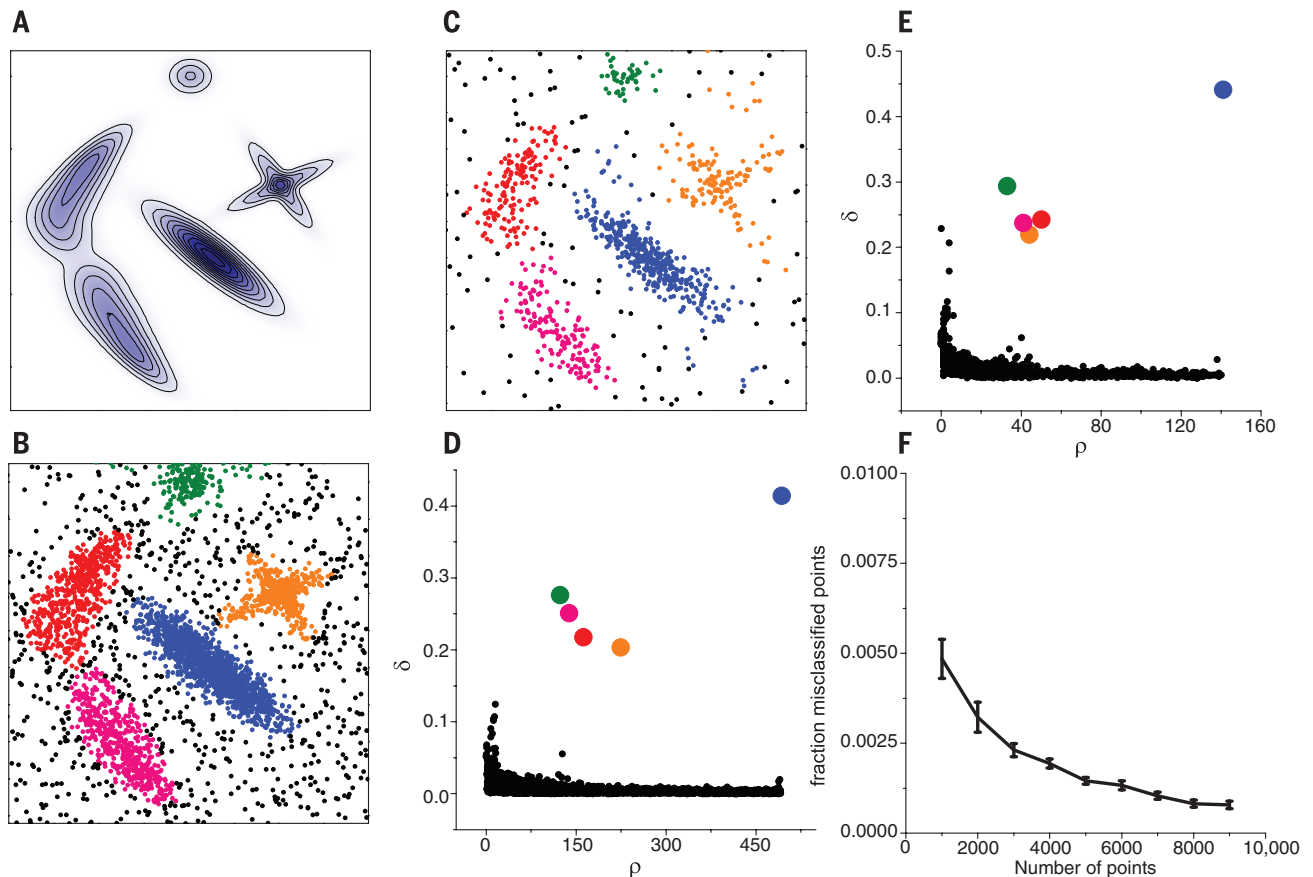 A
B
C
D
δ
0.4
0.3
0.2
0.1
0.0
0 150 300 450
ρ
E
δ
0.5
0.4
0.3
0.2
0.1
0.0
0 40 80 120 160
ρ
F
fraction misclassified points
0.0100
0.0075
0.0050
0.0025
0.0000
0 2000 4000 6000 8000 10,000
Number of points